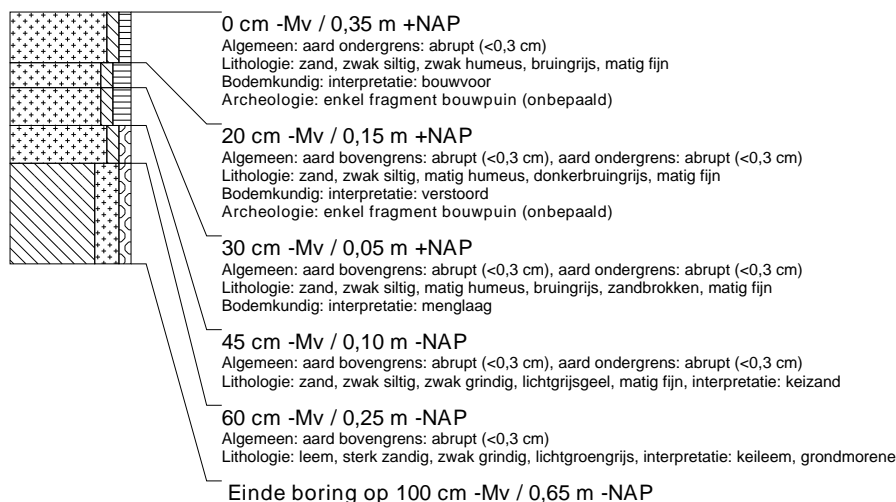 0 cm -Mv / 0,35 m +NAP
Algemeen: aard ondergrens: abrupt (<0,3 cm)
Lithologie: zand, zwak siltig, zwak humeus, bruingrijs, matig fijn
Bodemkundig: interpretatie: bouwvoor
Archeologie: enkel fragment bouwpuin (onbepaald)
20 cm -Mv / 0,15 m +NAP
Algemeen: aard bovengrens: abrupt (<0,3 cm), aard ondergrens: abrupt (<0,3 cm)
Lithologie: zand, zwak siltig, matig humeus, donkerbruingrijs, matig fijn
Bodemkundig: interpretatie: verstoord
Archeologie: enkel fragment bouwpuin (onbepaald)
30 cm -Mv / 0,05 m +NAP
Algemeen: aard bovengrens: abrupt (<0,3 cm), aard ondergrens: abrupt (<0,3 cm)
Lithologie: zand, zwak siltig, matig humeus, bruingrijs, zandbrokken, matig fijn
Bodemkundig: interpretatie: menglaag
45 cm -Mv / 0,10 m -NAP
Algemeen: aard bovengrens: abrupt (<0,3 cm), aard ondergrens: abrupt (<0,3 cm)
Lithologie: zand, zwak siltig, zwak grindig, lichtgrijsgeel, matig fijn, interpretatie: keizand
60 cm -Mv / 0,25 m -NAP
Algemeen: aard bovengrens: abrupt (<0,3 cm)
Lithologie: leem, sterk zandig, zwak grindig, lichtgroengrijs, interpretatie: keileem, grondmorene
Einde boring op 100 cm -Mv / 0,65 m -NAP